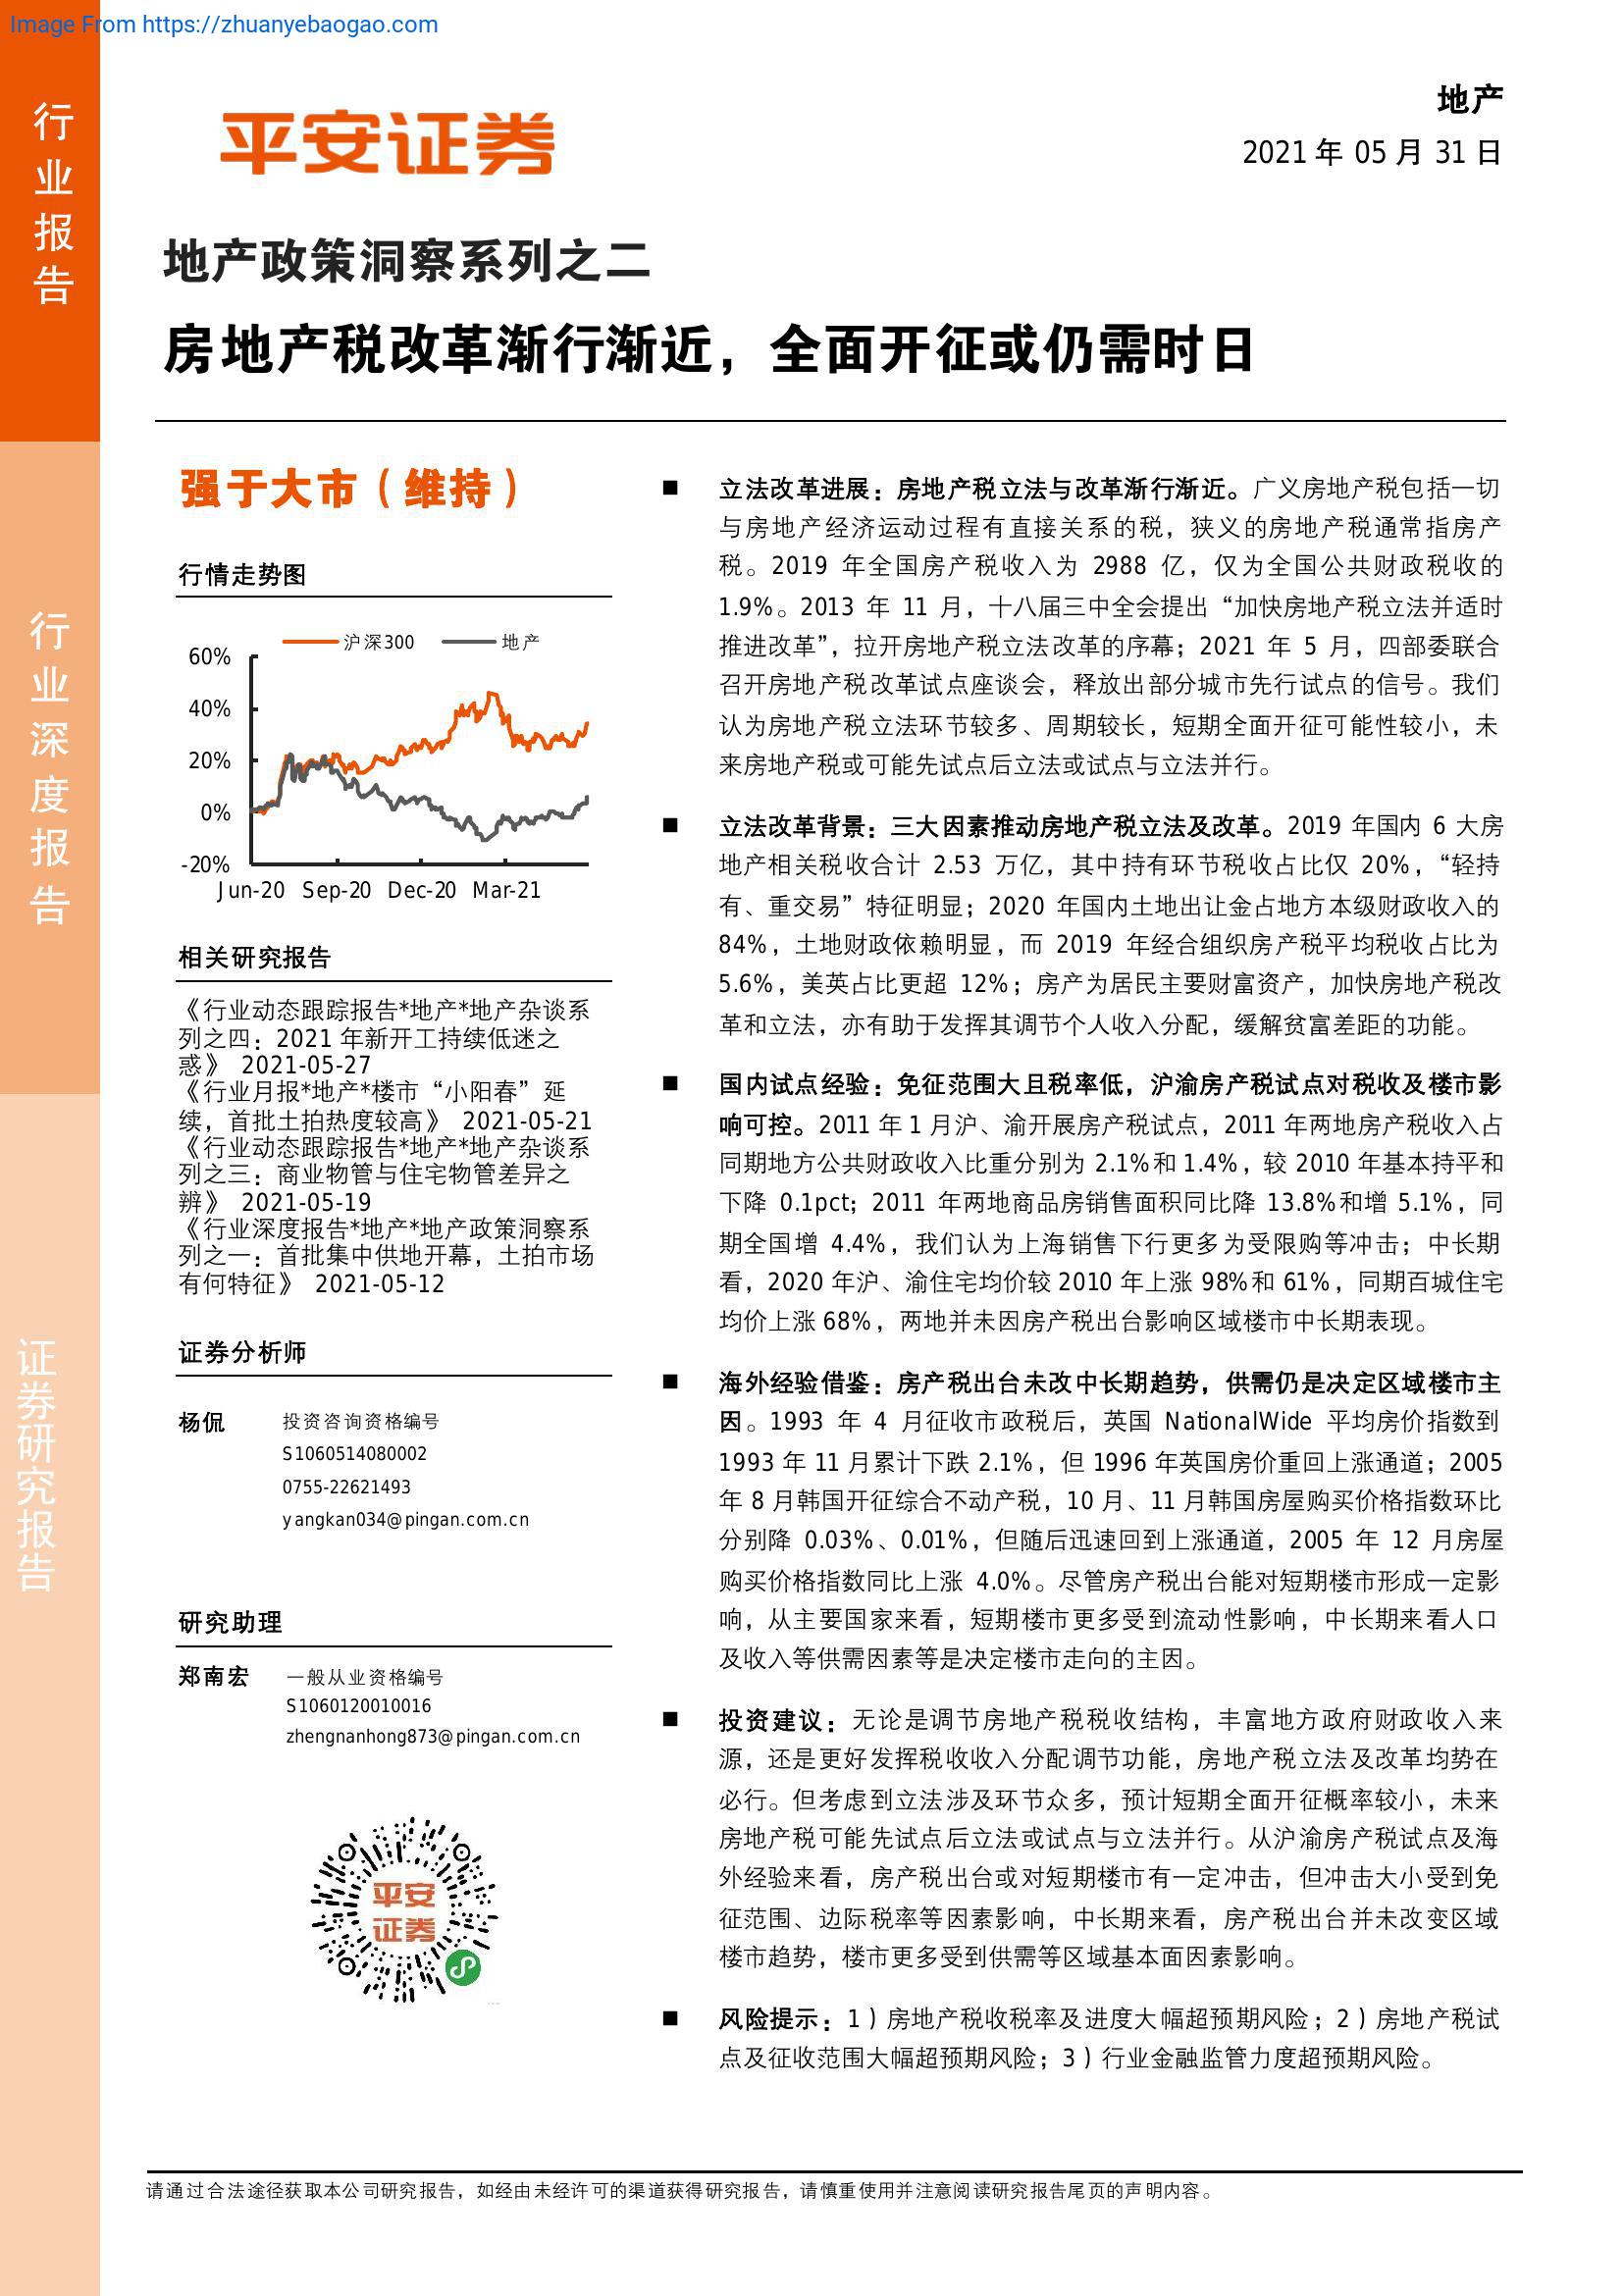 Image From https://zhuanyebaogao.com
行业报告
行业深度报告
证券研究报告
平安证券
地产
2021 年 05 月 31 日
地产政策洞察系列之二
房地产税改革渐行渐近，全面开征或仍需时日
强于大市（维持）
行情走势图
沪深300 地产
60%
40%
20%
0%
-20%
Jun-20 Sep-20 Dec-20 Mar-21
相关研究报告
《行业动态跟踪报告*地产*地产杂谈系
列之四：2021 年新开工持续低迷之
惑》 2021-05-27
《行业月报*地产*楼市“小阳春”延
续，首批土拍热度较高》 2021-05-21
《行业动态跟踪报告*地产*地产杂谈系
列之三：商业物管与住宅物管差异之
辨》 2021-05-19
《行业深度报告*地产*地产政策洞察系
列之一：首批集中供地开幕，土拍市场
有何特征》 2021-05-12
证券分析师
杨侃 投资咨询资格编号
S1060514080002
0755-22621493
yangkan034@pingan.com.cn
研究助理
郑南宏 一般从业资格编号
S1060120010016
zhengnanhong873@pingan.com.cn
平安
证券
■ 立法改革进展：房地产税立法与改革渐行渐近。广义房地产税包括一切
与房地产经济运动过程有直接关系的税，狭义的房地产税通常指房产
税。2019 年全国房产税收入为 2988 亿，仅为全国公共财政税收的
1.9%。2013 年 11 月，十八届三中全会提出“加快房地产税立法并适时
推进改革”，拉开房地产税立法改革的序幕；2021 年 5 月，四部委联合
召开房地产税改革试点座谈会，释放出部分城市先行试点的信号。我们
认为房地产税立法环节较多、周期较长，短期全面开征可能性较小，未
来房地产税或可能先试点后立法或试点与立法并行。
■ 立法改革背景：三大因素推动房地产税立法及改革。2019 年国内 6 大房
地产相关税收合计 2.53 万亿，其中持有环节税收占比仅 20%，“轻持
有、重交易”特征明显；2020 年国内土地出让金占地方本级财政收入的
84%，土地财政依赖明显，而 2019 年经合组织房产税平均税收占比为
5.6%，美英占比更超 12%；房产为居民主要财富资产，加快房地产税改
革和立法，亦有助于发挥其调节个人收入分配，缓解贫富差距的功能。
■ 国内试点经验：免征范围大且税率低，沪渝房产税试点对税收及楼市影
响可控。2011 年 1 月沪、渝开展房产税试点，2011 年两地房产税收入占
同期地方公共财政收入比重分别为 2.1%和 1.4%，较 2010 年基本持平和
下降 0.1pct；2011 年两地商品房销售面积同比降 13.8%和增 5.1%，同
期全国增 4.4%，我们认为上海销售下行更多为受限购等冲击；中长期
看，2020 年沪、渝住宅均价较 2010 年上涨 98%和 61%，同期百城住宅
均价上涨 68%，两地并未因房产税出台影响区域楼市中长期表现。
■ 海外经验借鉴：房产税出台未改中长期趋势，供需仍是决定区域楼市主
因。1993 年 4 月征收市政税后，英国 NationalWide 平均房价指数到
1993 年 11 月累计下跌 2.1%，但 1996 年英国房价重回上涨通道；2005
年 8 月韩国开征综合不动产税，10 月、11 月韩国房屋购买价格指数环比
分别降 0.03%、0.01%，但随后迅速回到上涨通道，2005 年 12 月房屋
购买价格指数同比上涨 4.0%。尽管房产税出台能对短期楼市形成一定影
响，从主要国家来看，短期楼市更多受到流动性影响，中长期来看人口
及收入等供需因素等是决定楼市走向的主因。
■ 投资建议：无论是调节房地产税税收结构，丰富地方政府财政收入来
源，还是更好发挥税收收入分配调节功能，房地产税立法及改革均势在
必行。但考虑到立法涉及环节众多，预计短期全面开征概率较小，未来
房地产税可能先试点后立法或试点与立法并行。从沪渝房产税试点及海
外经验来看，房产税出台或对短期楼市有一定冲击，但冲击大小受到免
征范围、边际税率等因素影响，中长期来看，房产税出台并未改变区域
楼市趋势，楼市更多受到供需等区域基本面因素影响。
■ 风险提示：1）房地产税收税率及进度大幅超预期风险；2）房地产税试
点及征收范围大幅超预期风险；3）行业金融监管力度超预期风险。
请通过合法途径获取本公司研究报告，如经由未经许可的渠道获得研究报告，请慎重使用并注意阅读研究报告尾页的声明内容。